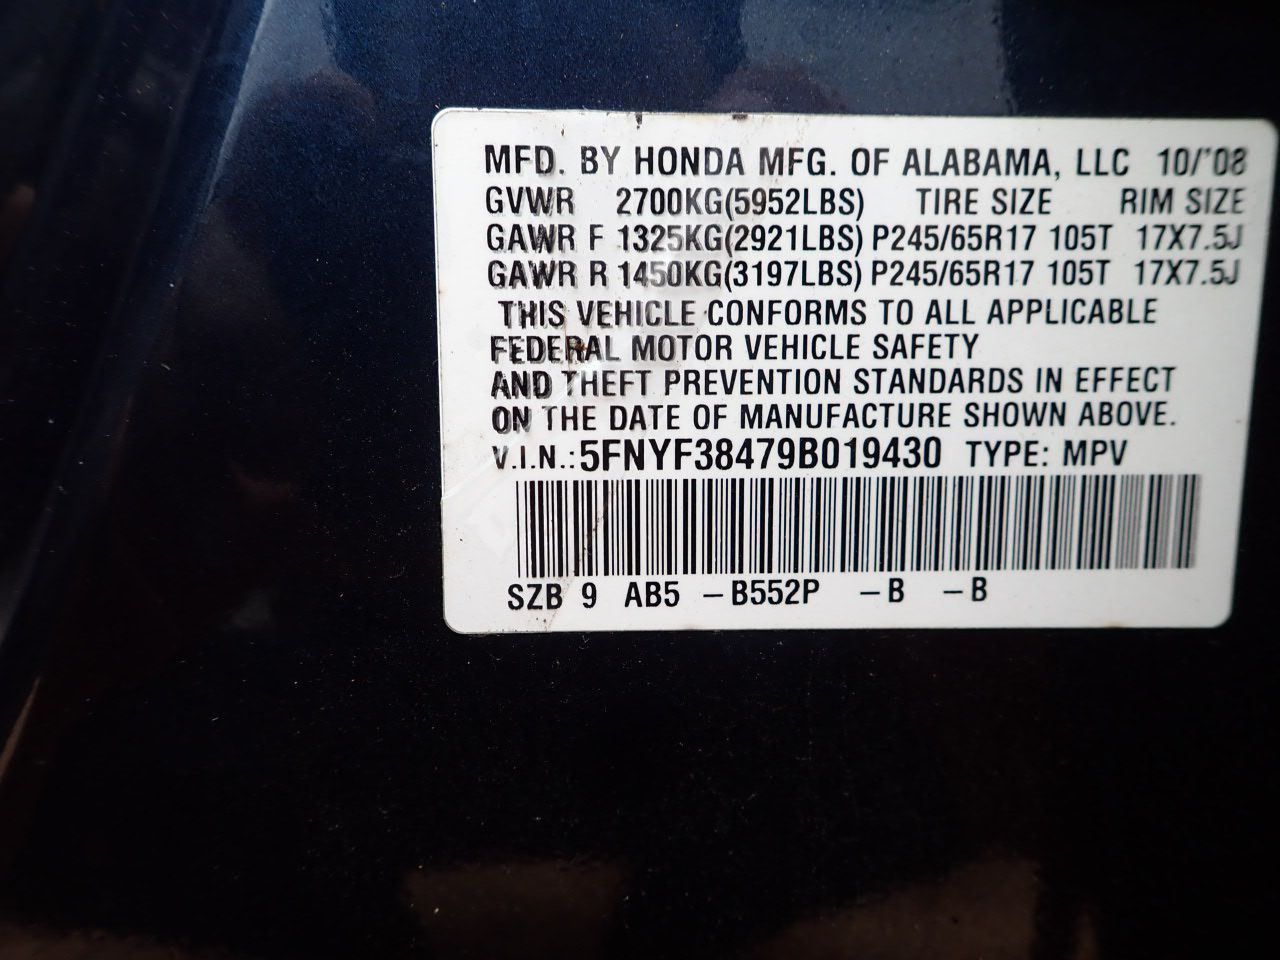 MFD. BY HONDA MFG. OF ALABAMA, LLC 10/'08
GVWR 2700KG(5952LBS) TIRE SIZE RIM SIZE
GAWR F 1325KG(2921LBS) P245/65R17 105T 17X7.5J
GAWR R 1450KG(3197LBS) P245/65R17 105T 17X7.5J
THIS VEHICLE CONFORMS TO ALL APPLICABLE
FEDERAL MOTOR VEHICLE SAFETY
AND THEFT PREVENTION STANDARDS IN EFFECT
ON THE DATE OF MANUFACTURE SHOWN ABOVE.
V.I.N.: 5FNYF38479B019430 TYPE: MPV
SZB 9 AB5 –B552P –B –B